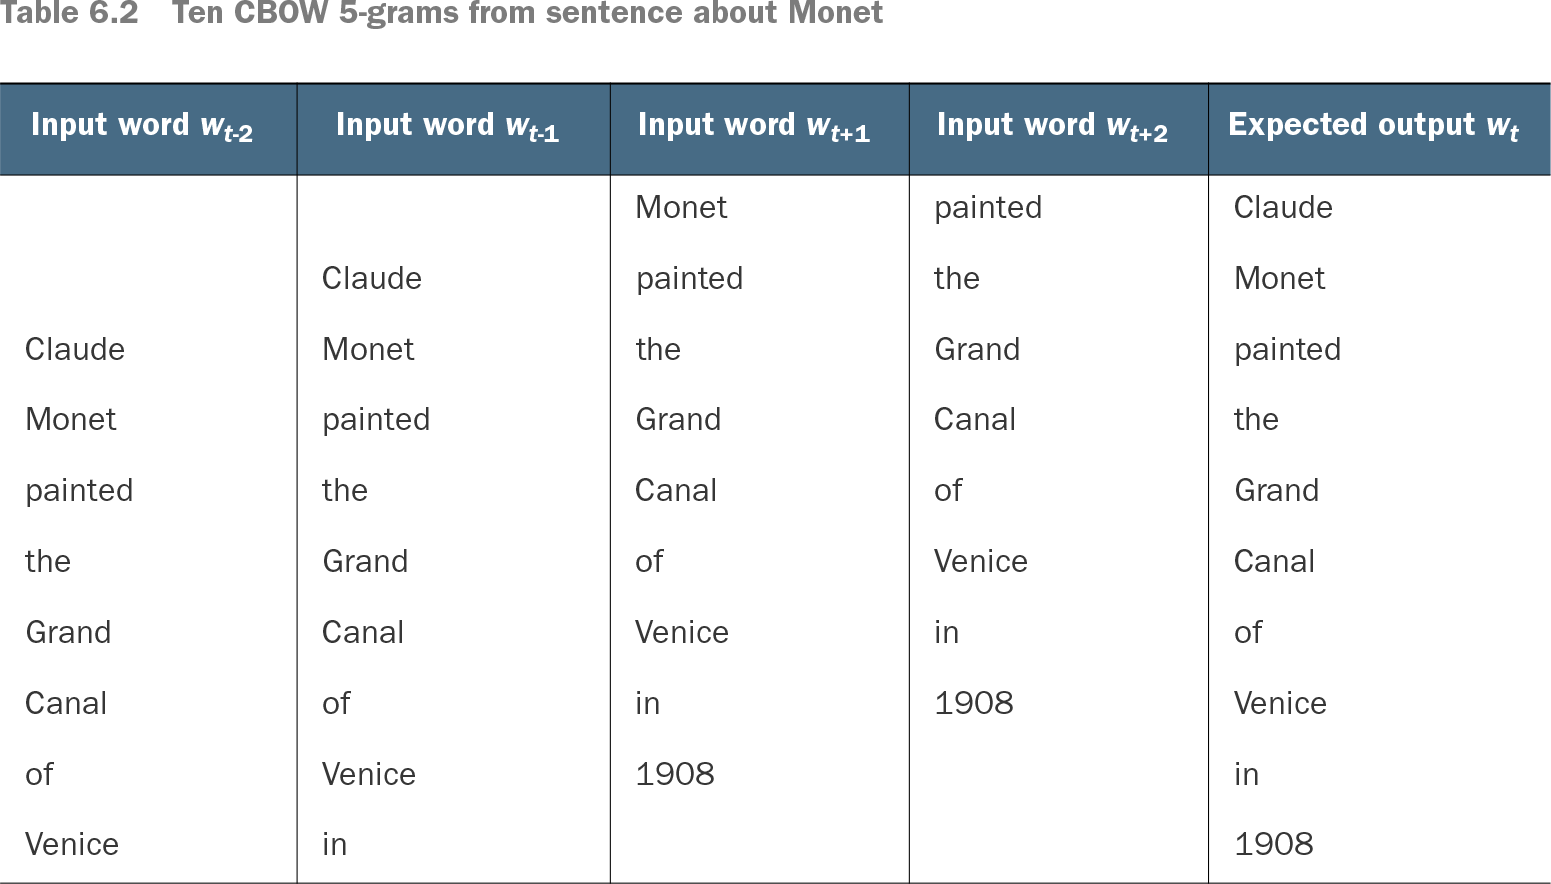 Table 6.2 Ten CBOW 5-grams from sentence about Monet
Input word wt-2 Input word wt-1 Input word wt+1 Input word wt+2 Expected output wt
Monet painted Claude
Claude painted the Monet
Claude Monet the Grand painted
Monet painted Grand Canal the
painted the Canal of Grand
the Grand of Venice Canal
Grand Canal Venice in of
Canal of in 1908 Venice
of Venice 1908 in
Venice in 1908